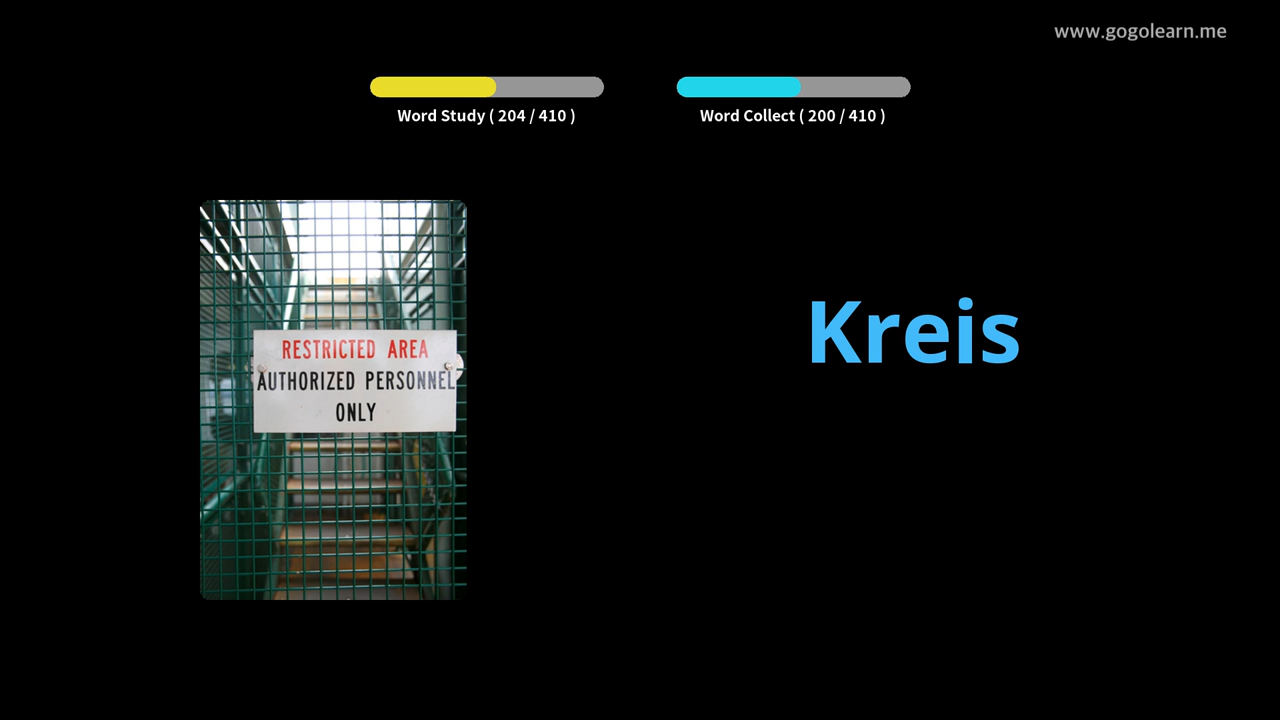 www.gogolearn.me
Word Study ( 204 / 410 )
Word Collect ( 200 / 410 )
RESTRICTED AREA
AUTHORIZED PERSONNEL
ONLY
Kreis